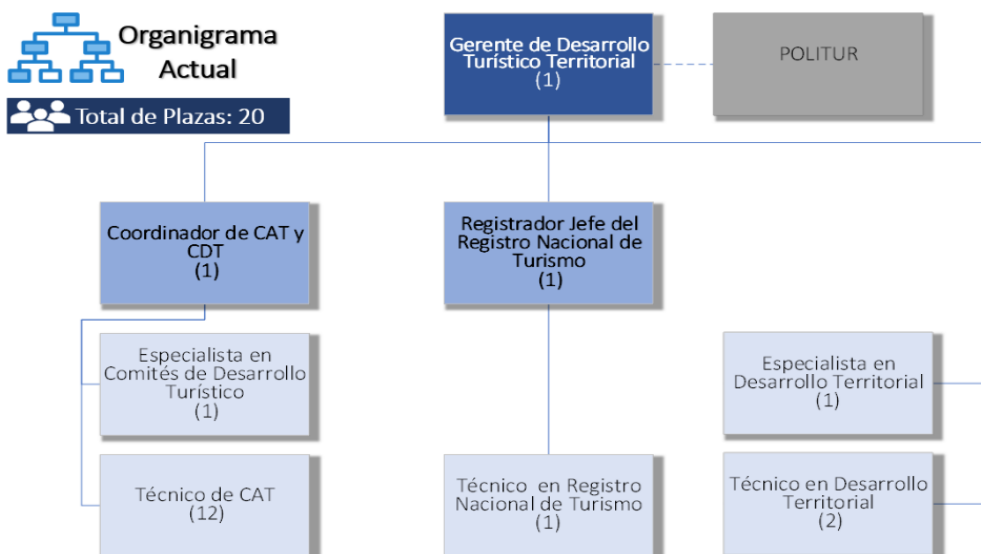 Organigrama
Actual
Total de Plazas: 20
Gerente de Desarrollo
Turístico Territorial
(1)
POLITUR
Coordinador de CAT y
CDT
(1)
Registrador Jefe del
Registro Nacional de
Turismo
(1)
Especialista en
Comités de Desarrollo
Turístico
(1)
Especialista en
Desarrollo Territorial
(1)
Técnico de CAT
(12)
Técnico en Registro
Nacional de Turismo
(1)
Técnico en Desarrollo
Territorial
(2)